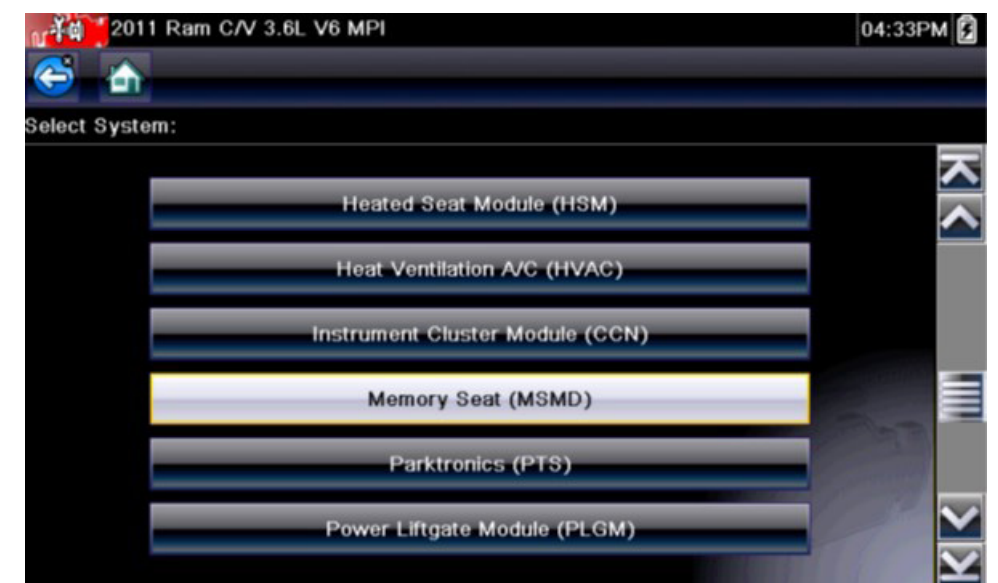 2011 Ram C/V 3.6L V6 MPI 04:33PM
Select System:
Heated Seat Module (HSM)
Heat Ventilation A/C (HVAC)
Instrument Cluster Module (CCN)
Memory Seat (MSMD)
Parktronics (PTS)
Power Liftgate Module (PLGM)